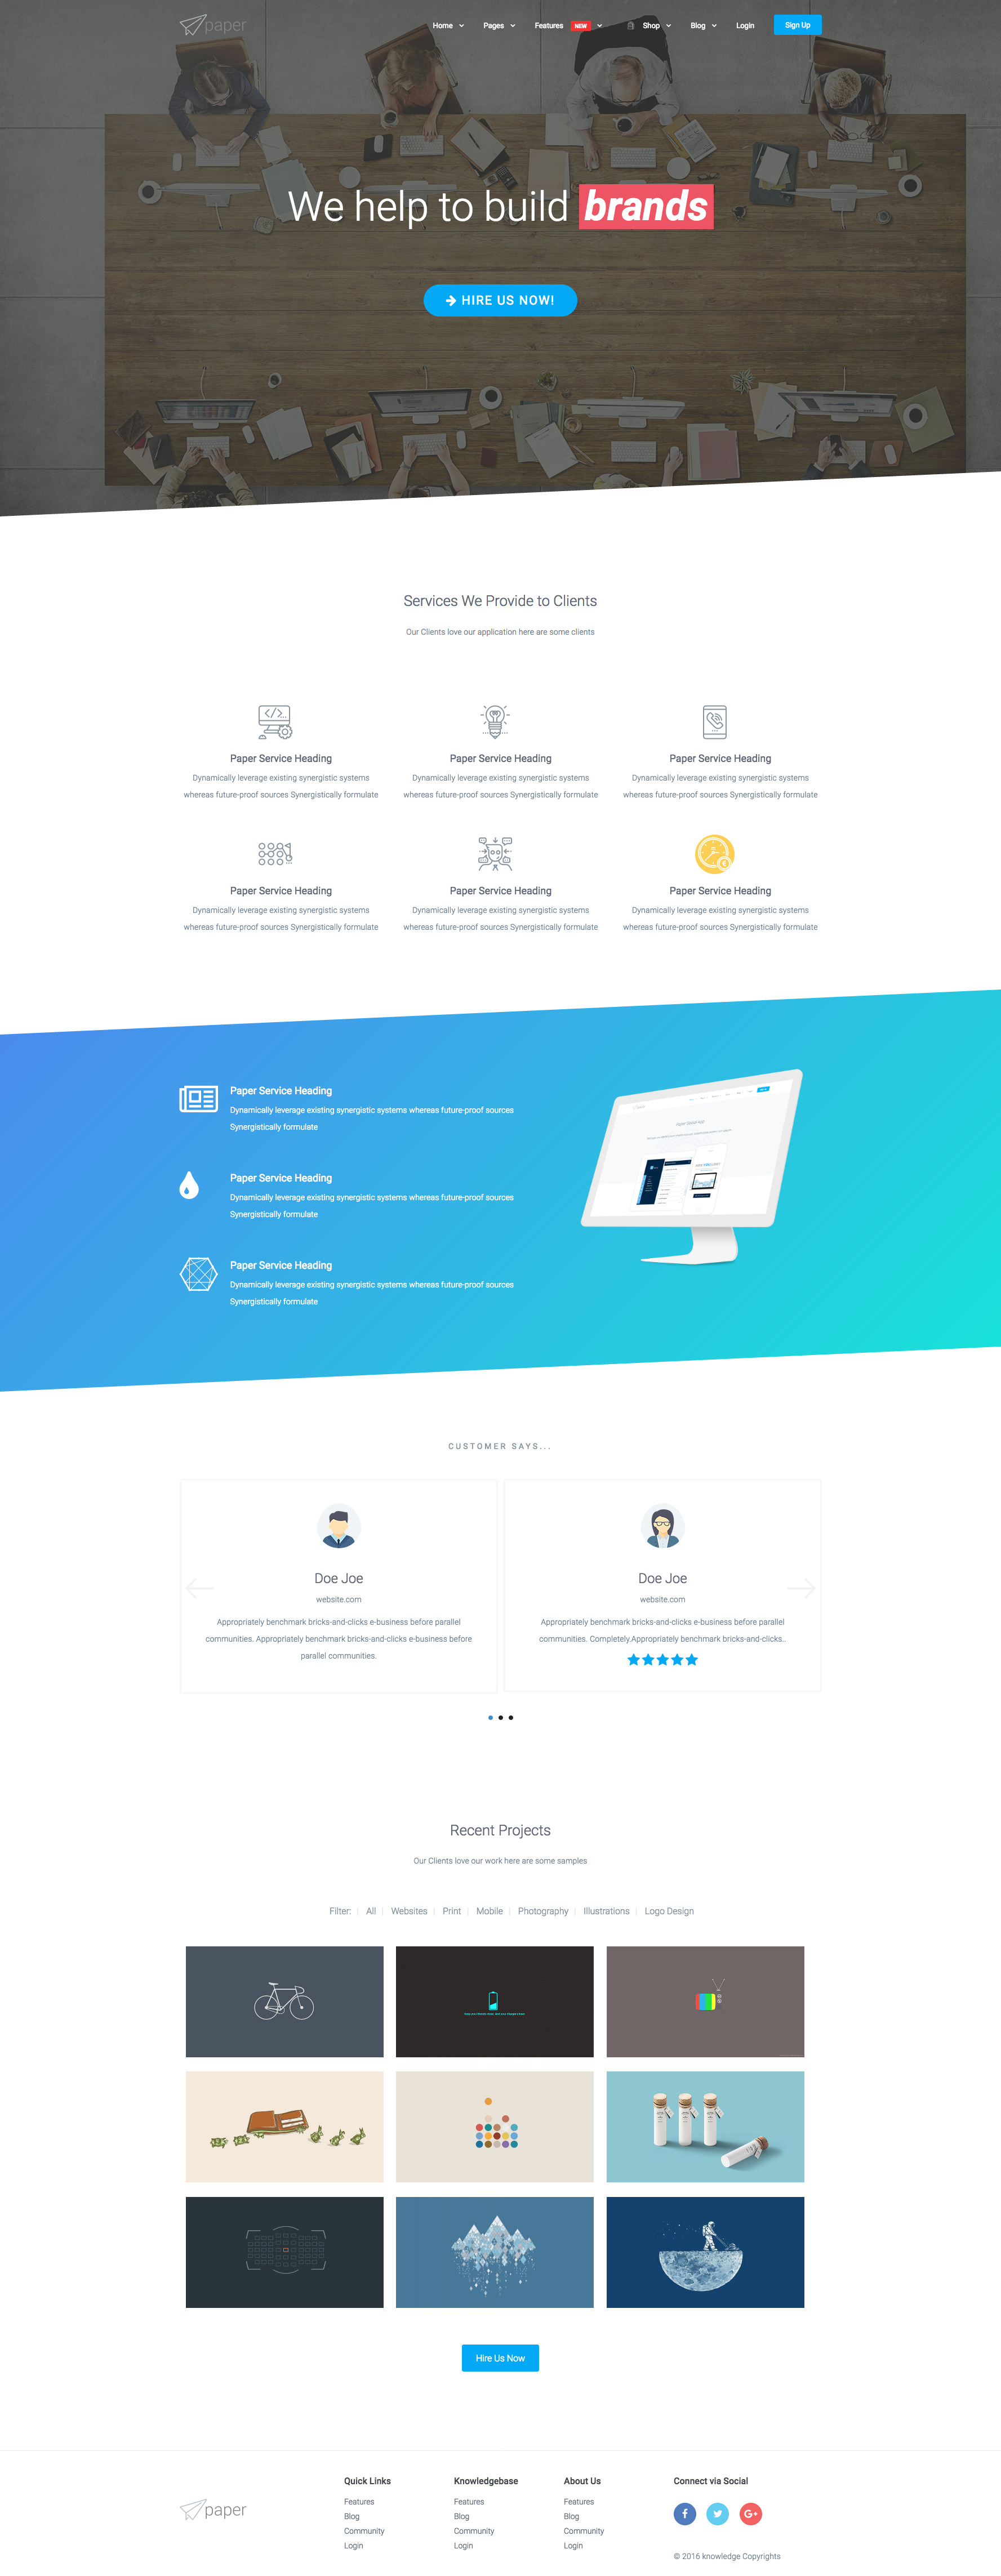 paper
Home Pages Features NEW Shop Blog Login Sign Up
We help to build brands
HIRE US NOW!
Services We Provide to Clients
Our Clients love our application here are some clients
Paper Service Heading
Dynamically leverage existing synergistic systems
whereas future-proof sources Synergistically formulate
Paper Service Heading
Dynamically leverage existing synergistic systems
whereas future-proof sources Synergistically formulate
Paper Service Heading
Dynamically leverage existing synergistic systems
whereas future-proof sources Synergistically formulate
Paper Service Heading
Dynamically leverage existing synergistic systems
whereas future-proof sources Synergistically formulate
Paper Service Heading
Dynamically leverage existing synergistic systems
whereas future-proof sources Synergistically formulate
Paper Service Heading
Dynamically leverage existing synergistic systems
whereas future-proof sources Synergistically formulate
Paper Service Heading
Dynamically leverage existing synergistic systems whereas future-proof sources
Synergistically formulate
Paper Service Heading
Dynamically leverage existing synergistic systems whereas future-proof sources
Synergistically formulate
Paper Service Heading
Dynamically leverage existing synergistic systems whereas future-proof sources
Synergistically formulate
CUSTOMER SAYS...
Doe Joe
website.com
Appropriately benchmark bricks-and-clicks e-business before parallel
communities. Appropriately benchmark bricks-and-clicks e-business before
parallel communities.
Doe Joe
website.com
Appropriately benchmark bricks-and-clicks e-business before parallel
communities. Completely.Appropriately benchmark bricks-and-clicks..
Recent Projects
Our Clients love our work here are some samples
Filter: | All | Websites | Print | Mobile | Photography | Illustrations | Logo Design
Hire Us Now
paper
Quick Links
Features
Blog
Community
Login
Knowledgebase
Features
Blog
Community
Login
About Us
Features
Blog
Community
Login
Connect via Social
© 2016 knowledge Copyrights